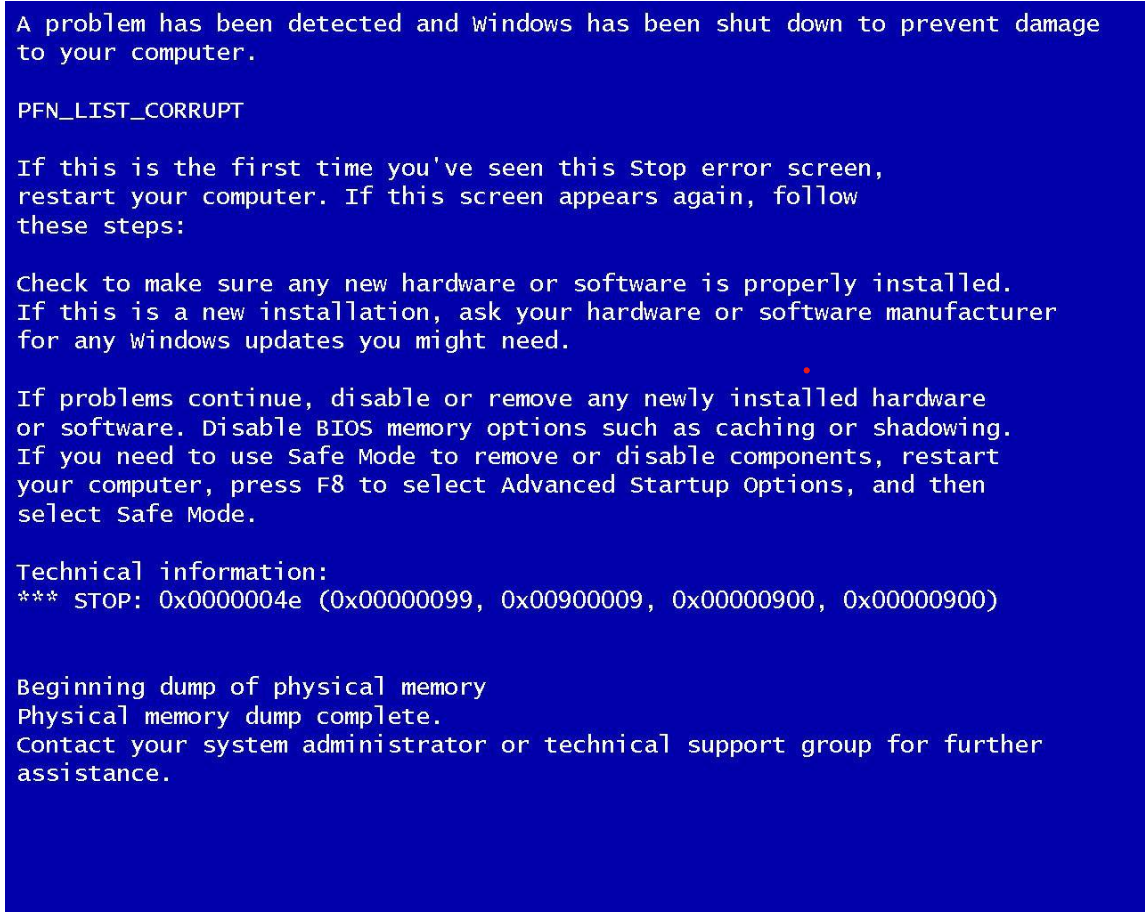 A problem has been detected and Windows has been shut down to prevent damage
to your computer.
PFN_LIST_CORRUPT
If this is the first time you've seen this Stop error screen,
restart your computer. If this screen appears again, follow
these steps:
Check to make sure any new hardware or software is properly installed.
If this is a new installation, ask your hardware or software manufacturer
for any Windows updates you might need.
If problems continue, disable or remove any newly installed hardware
or software. Disable BIOS memory options such as caching or shadowing.
If you need to use Safe Mode to remove or disable components, restart
your computer, press F8 to select Advanced Startup Options, and then
select Safe Mode.
Technical information:
*** STOP: 0x0000004e (0x00000099, 0x00900009, 0x00000900, 0x00000900)
Beginning dump of physical memory
Physical memory dump complete.
Contact your system administrator or technical support group for further
assistance.